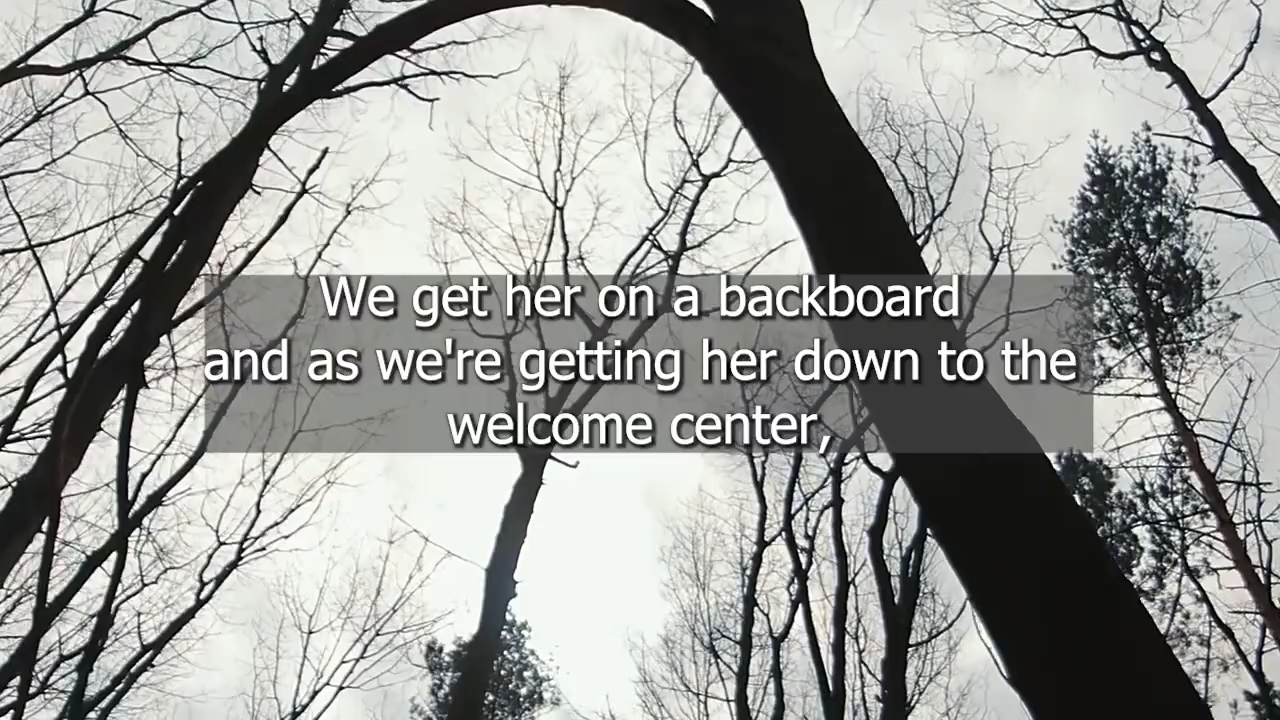 We get her on a backboard
and as we're getting her down to the
welcome center,